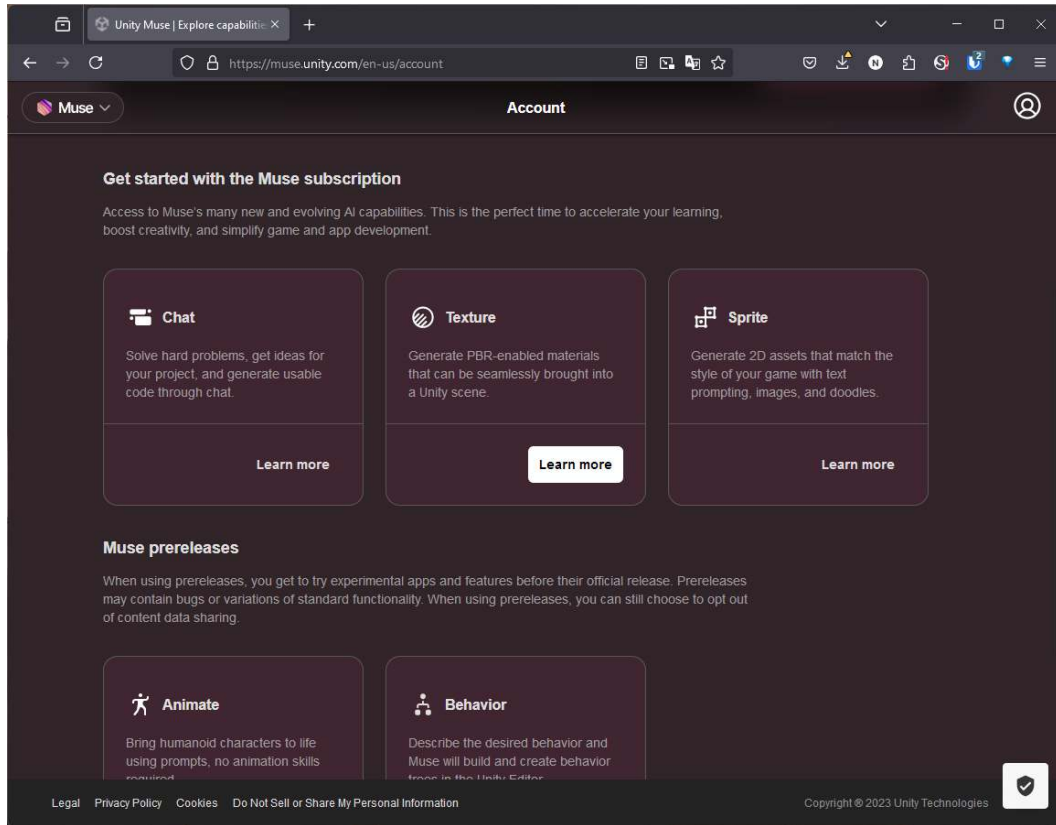 Unity Muse | Explore capabilitie
https://muse.unity.com/en-us/account
2
Muse
Account
Get started with the Muse subscription
Access to Muse's many new and evolving AI capabilities. This is the perfect time to accelerate your learning,
boost creativity, and simplify game and app development.
Chat
Solve hard problems, get ideas for
your project, and generate usable
code through chat.
Learn more
Texture
Generate PBR-enabled materials
that can be seamlessly brought into
a Unity scene.
Learn more
Sprite
Generate 2D assets that match the
style of your game with text
prompting, images, and doodles.
Learn more
Muse prereleases
When using prereleases, you get to try experimental apps and features before their official release. Prereleases
may contain bugs or variations of standard functionality. When using prereleases, you can still choose to opt out
of content data sharing.
Animate
Bring humanoid characters to life
using prompts, no animation skills
required
Behavior
Describe the desired behavior and
Muse will build and create behavior
trees in the Unity Editor
Legal Privacy Policy Cookies Do Not Sell or Share My Personal Information
Copyright © 2023 Unity Technologies